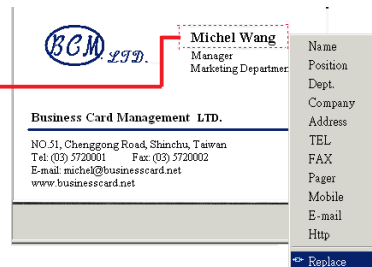 BCM. LTD.
Michel Wang
Manager
Marketing Departmen
Business Card Management LTD.
NO.51, Chenggong Road, Shinchu, Taiwan
Tel: (03) 5720001 Fax: (03) 5720002
E-mail: michel@businesscard.net
www.businesscard.net
Name
Position
Dept.
Company
Address
TEL
FAX
Pager
Mobile
E-mail
Http
Replace